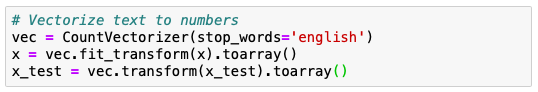 # Vectorize text to numbers
vec = CountVectorizer(stop_words='english')
x = vec.fit_transform(x).toarray()
x_test = vec.transform(x_test).toarray()